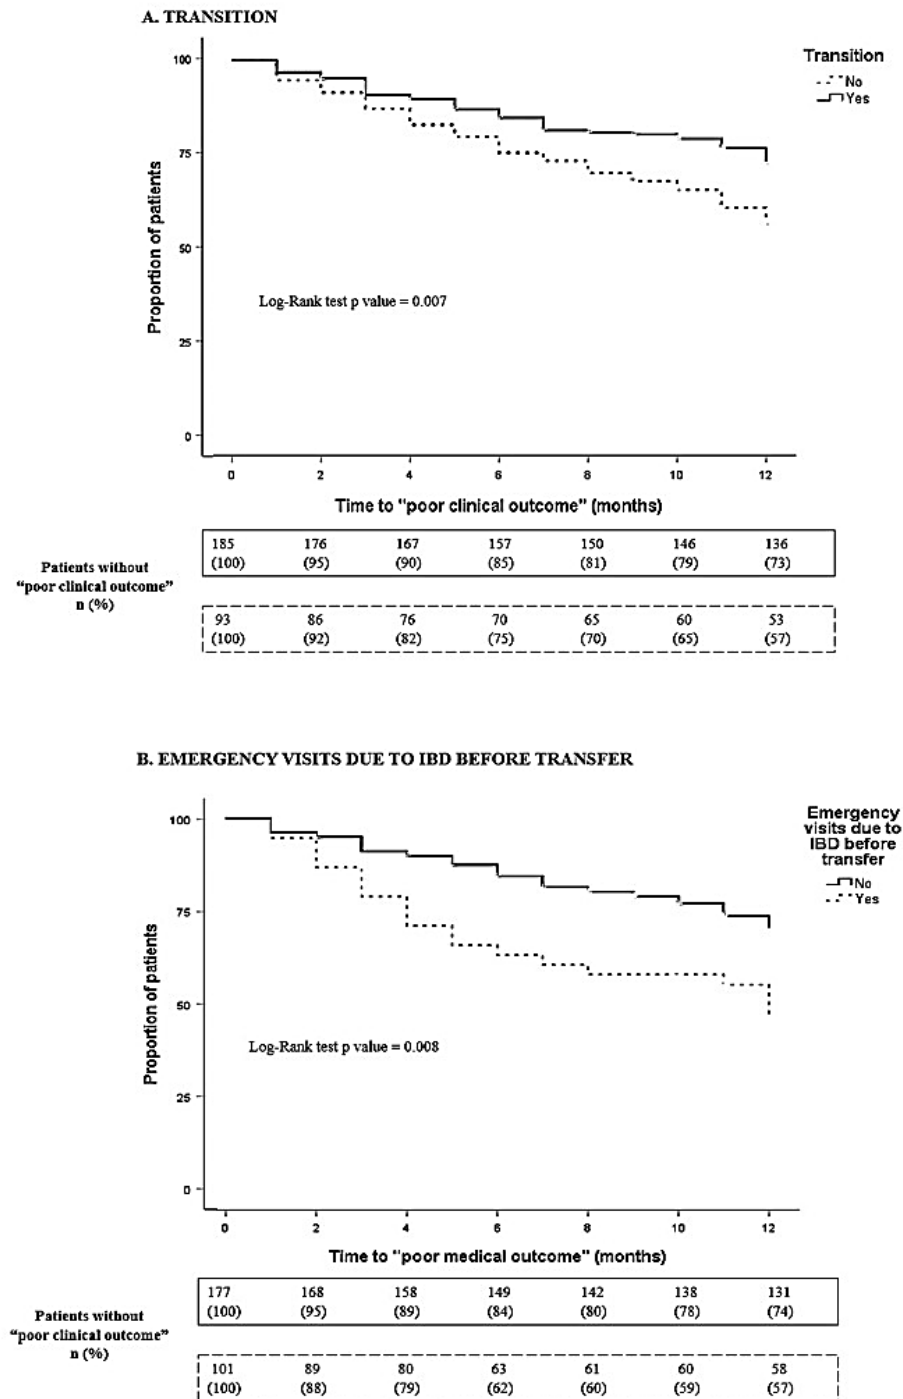 A. TRANSITION
Transition
No
Yes
100
75
50
25
0
Proportion of patients
Log-Rank test p value = 0.007
0 2 4 6 8 10 12
Time to “poor clinical outcome” (months)
Patients without
“poor clinical outcome”
n (%)
185 176 167 157 150 146 136
(100) (95) (90) (85) (81) (79) (73)
93 86 76 70 65 60 53
(100) (92) (82) (75) (70) (65) (57)
B. EMERGENCY VISITS DUE TO IBD BEFORE TRANSFER
Emergency
visits due to
IBD before
transfer
No
Yes
100
75
50
25
0
Proportion of patients
Log-Rank test p value = 0.008
0 2 4 6 8 10 12
Time to “poor medical outcome” (months)
Patients without
“poor clinical outcome”
n (%)
177 168 158 149 142 138 131
(100) (95) (89) (84) (80) (78) (74)
101 89 80 63 61 60 58
(100) (88) (79) (62) (60) (59) (57)